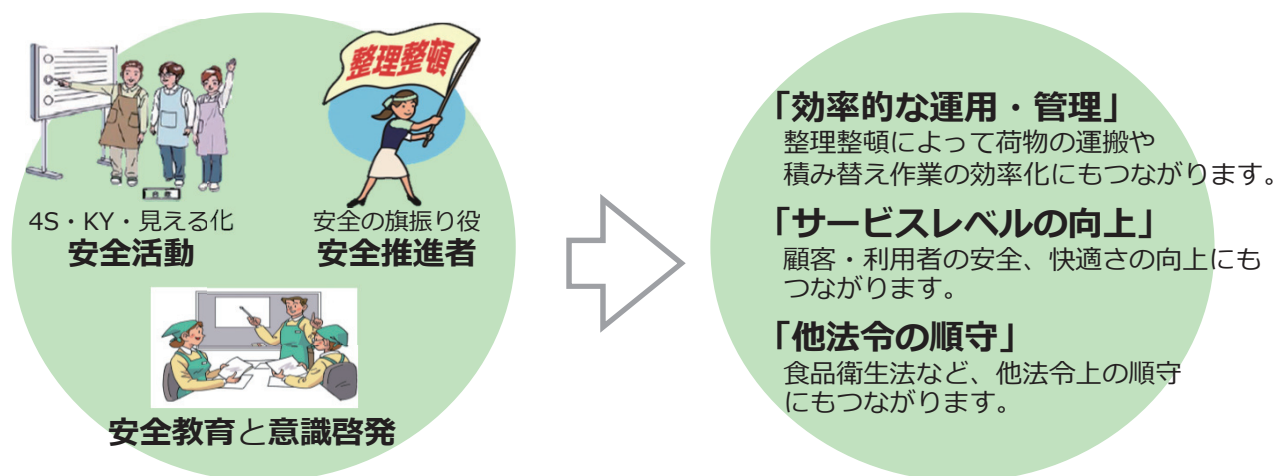 整理整頓
4S・KY・見える化
安全活動
安全の旗振り役
安全推進者
安全教育と意識啓発
「効率的な運用・管理」
整理整頓によって荷物の運搬や
積み替え作業の効率化にもつながります。
「サービスレベルの向上」
顧客・利用者の安全、快適さの向上にも
つながります。
「他法令の順守」
食品衛生法など、他法令上の順守
にもつながります。